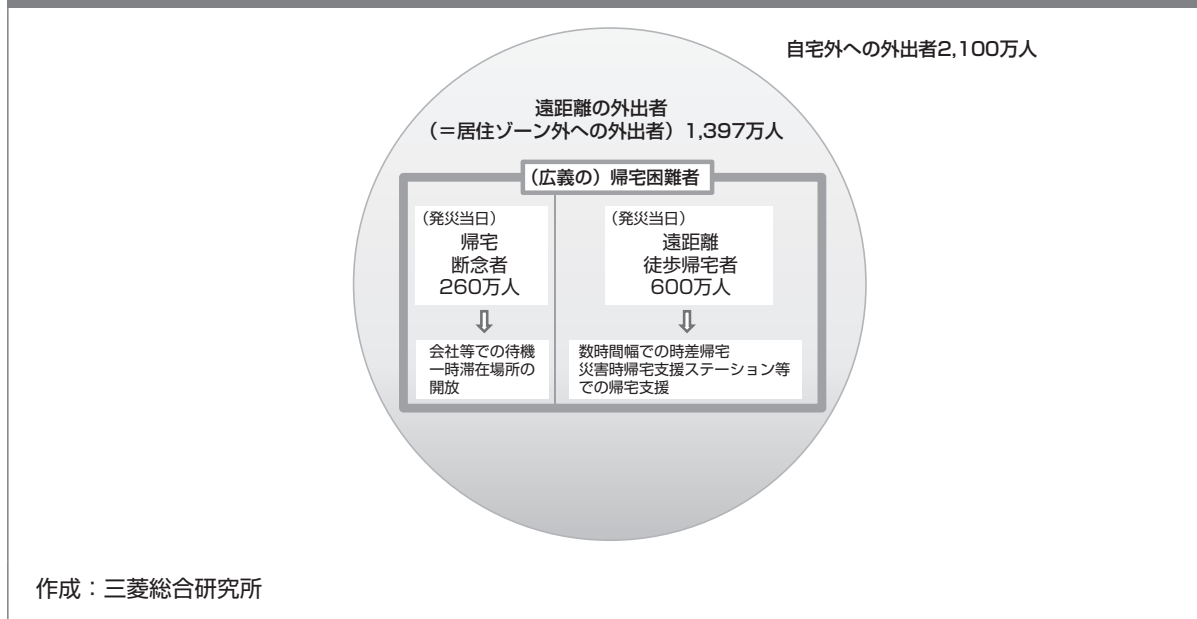 自宅外への外出者2,100万人
遠距離の外出者
(=居住ゾーン外への外出者)1,397万人
(広義の)帰宅困難者
(発災当日)
帰宅
断念者
260万人
⇩
会社等での待機
一時滞在場所の
開放
(発災当日)
遠距離
徒歩帰宅者
600万人
⇩
数時間幅での時差帰宅
災害時帰宅支援ステーション等
での帰宅支援
作成:三菱総合研究所